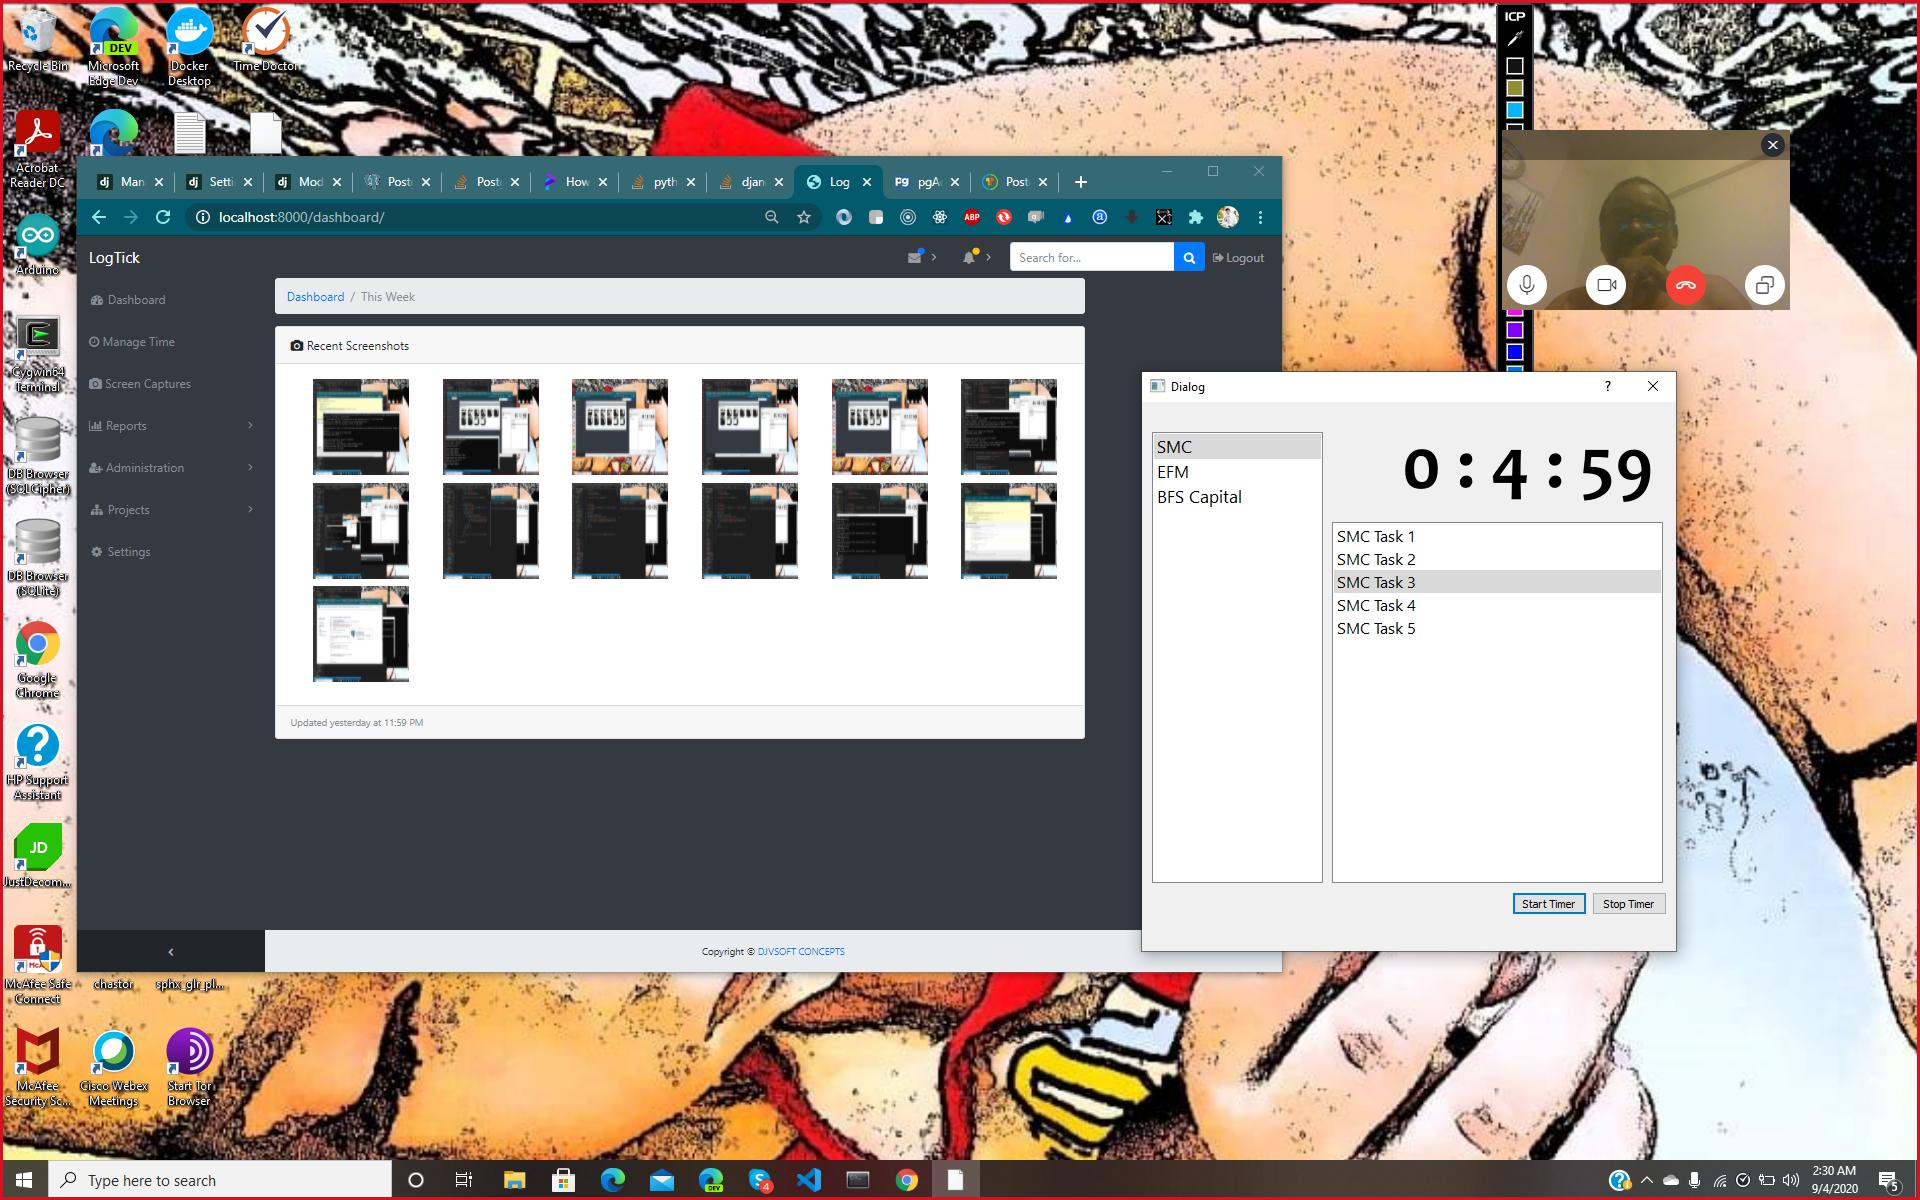 Recycle Bin
Microsoft Edge Dev
DEV
Docker Desktop
Time Doctor
Acrobat Reader DC
Arduino
Cygwin64 Terminal
DB Browser (SQLCipher)
DB Browser (SQLite)
Google Chrome
HP Support Assistant
JD
JustDecom...
McAfee Safe Connect
chastor
sphx_glr_pl...
McAfee Security Sc...
Cisco Webex Meetings
Start Tor Browser
dj Man
dj Setti
dj Mod
Post
Post
How
pyth
djan
Log
pg pgA
Post
localhost:8000/dashboard/
ABP
LogTick
Search for...
Logout
Dashboard
Manage Time
Screen Captures
Reports
Administration
Projects
Settings
Dashboard / This Week
Recent Screenshots
Updated yesterday at 11:59 PM
Copyright © DJVSOFT CONCEPTS
ICP
Dialog
?
SMC
EFM
BFS Capital
0:4:59
SMC Task 1
SMC Task 2
SMC Task 3
SMC Task 4
SMC Task 5
Start Timer
Stop Timer
Type here to search
DEV
4
2:30 AM
9/4/2020
5